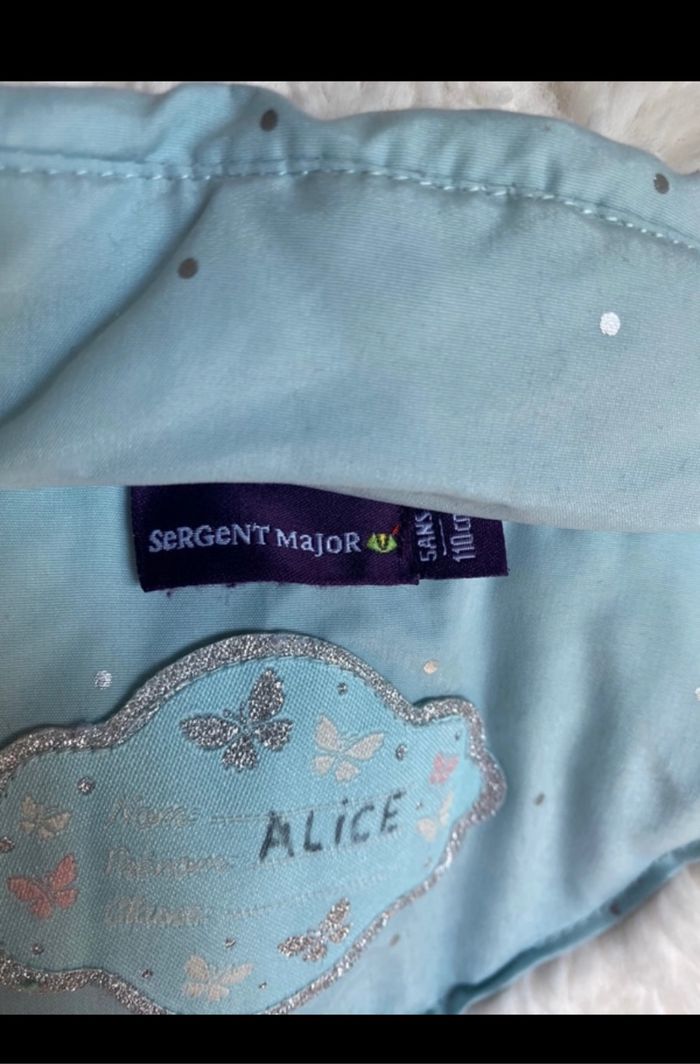 SeRGeNT MaJoR
5ANS
110cm
Nom:
Prénom:
ALiCE
Classe: